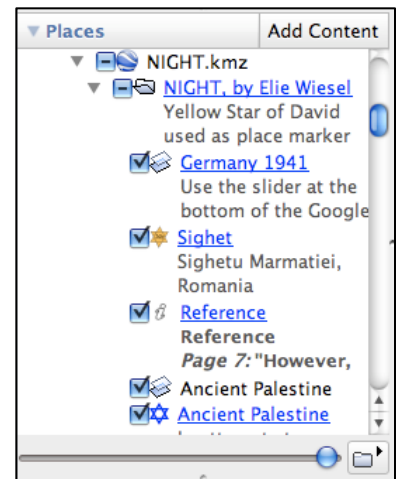 Places Add Content
NIGHT.kmz
NIGHT, by Elie Wiesel
Yellow Star of David
used as place marker
Germany 1941
Use the slider at the
bottom of the Google
Sighet
Sighetu Marmatiei,
Romania
Reference
Reference
Page 7: "However,
Ancient Palestine
Ancient Palestine